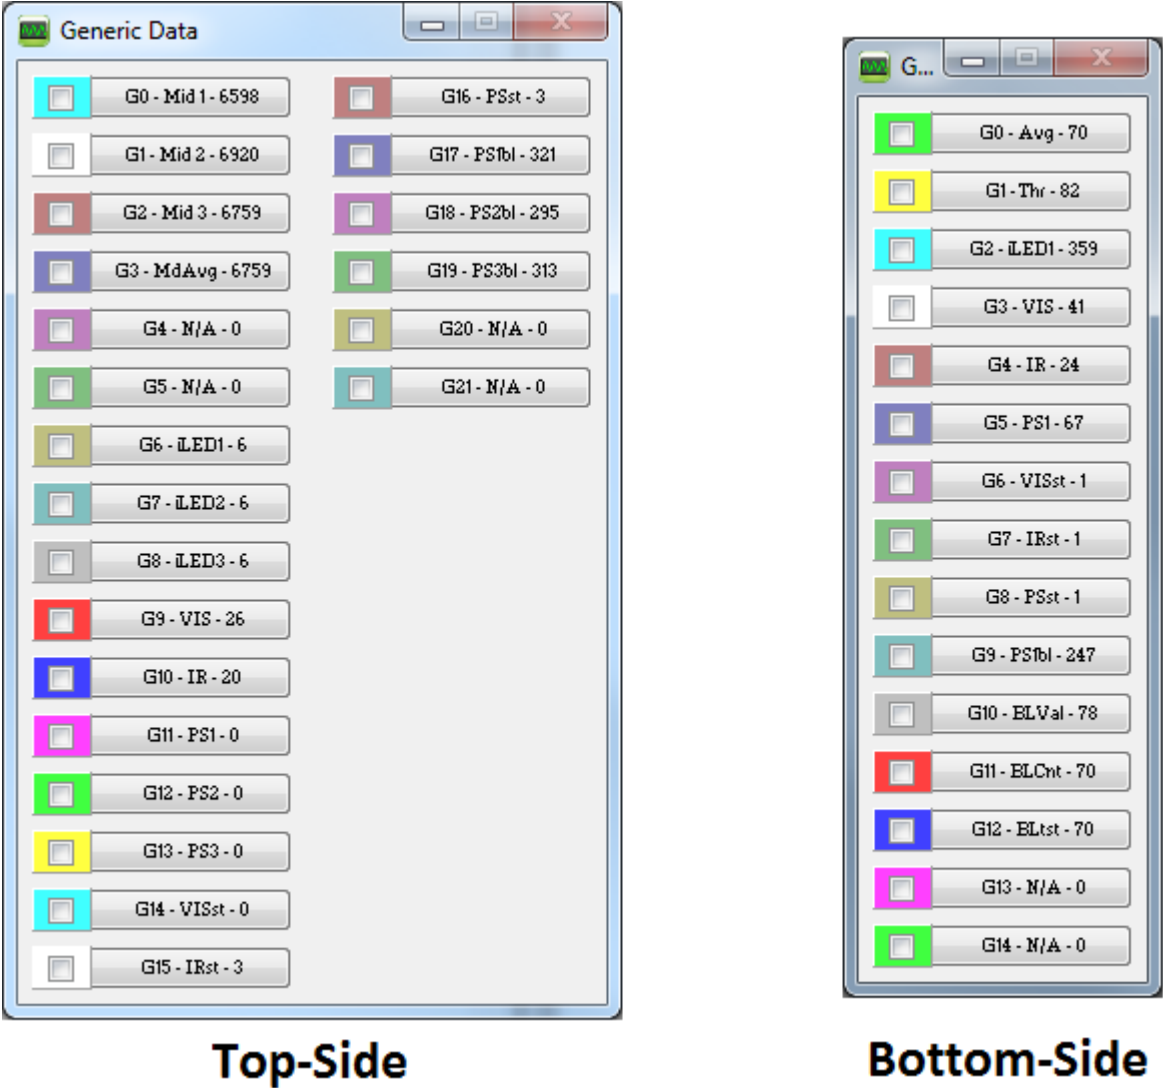 Generic Data
G0 - Mid 1 - 6598
G1 - Mid 2 - 6920
G2 - Mid 3 - 6759
G3 - MdAvg - 6759
G4 - N/A - 0
G5 - N/A - 0
G6 - iLED1 - 6
G7 - iLED2 - 6
G8 - iLED3 - 6
G9 - VIS - 26
G10 - IR - 20
G11 - PS1 - 0
G12 - PS2 - 0
G13 - PS3 - 0
G14 - VISst - 0
G15 - IRst - 3
G16 - PSst - 3
G17 - PS1bl - 321
G18 - PS2bl - 295
G19 - PS3bl - 313
G20 - N/A - 0
G21 - N/A - 0
Top-Side
G...
G0 - Avg - 70
G1 - Thr - 82
G2 - iLED1 - 359
G3 - VIS - 41
G4 - IR - 24
G5 - PS1 - 67
G6 - VISst - 1
G7 - IRst - 1
G8 - PSst - 1
G9 - PS1bl - 247
G10 - BLVal - 78
G11 - BLCnt - 70
G12 - BLtst - 70
G13 - N/A - 0
G14 - N/A - 0
Bottom-Side